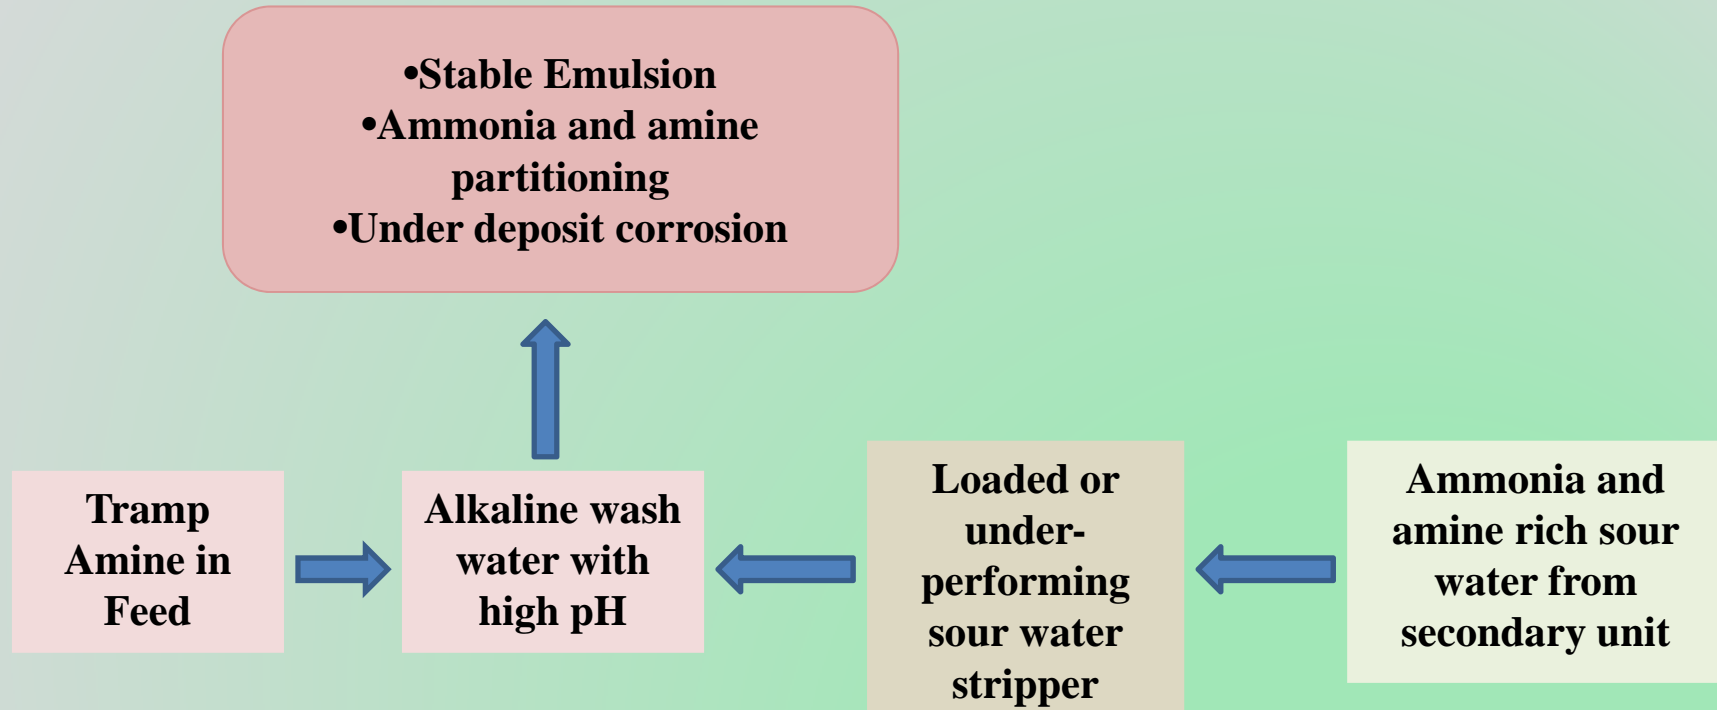 •Stable Emulsion
•Ammonia and amine
partitioning
•Under deposit corrosion
Tramp
Amine in
Feed
Alkaline wash
water with
high pH
Loaded or
under-
performing
sour water
stripper
Ammonia and
amine rich sour
water from
secondary unit